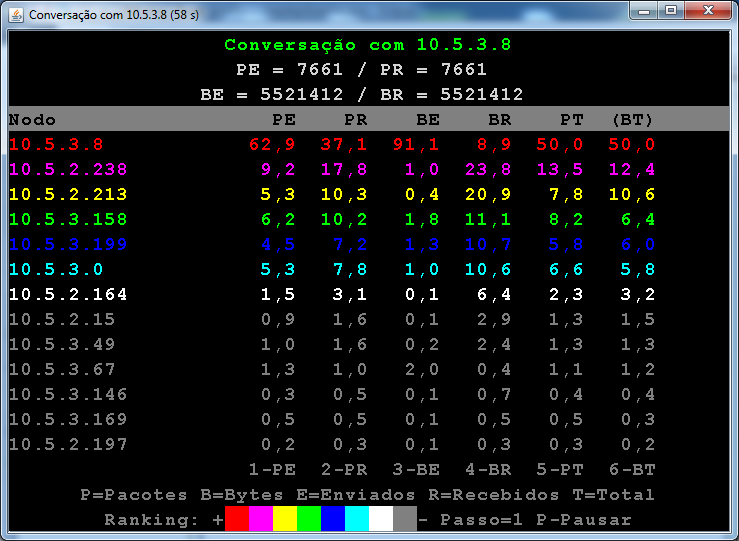 Conversação com 10.5.3.8 (58 s)
Conversação com 10.5.3.8
PE = 7661 / PR = 7661
BE = 5521412 / BR = 5521412
Nodo PE PR BE BR PT (BT)
10.5.3.8 62,9 37,1 91,1 8,9 50,0 50,0
10.5.2.238 9,2 17,8 1,0 23,8 13,5 12,4
10.5.2.213 5,3 10,3 0,4 20,9 7,8 10,6
10.5.3.158 6,2 10,2 1,8 11,1 8,2 6,4
10.5.3.199 4,5 7,2 1,3 10,7 5,8 6,0
10.5.3.0 5,3 7,8 1,0 10,6 6,6 5,8
10.5.2.164 1,5 3,1 0,1 6,4 2,3 3,2
10.5.2.15 0,9 1,6 0,1 2,9 1,3 1,5
10.5.3.49 1,0 1,6 0,2 2,4 1,3 1,3
10.5.3.67 1,3 1,0 2,0 0,4 1,1 1,2
10.5.3.146 0,3 0,5 0,1 0,7 0,4 0,4
10.5.3.169 0,5 0,5 0,1 0,5 0,5 0,3
10.5.2.197 0,2 0,3 0,1 0,3 0,3 0,2
1-PE 2-PR 3-BE 4-BR 5-PT 6-BT
P=Pacotes B=Bytes E=Enviados R=Recebidos T=Total
Ranking: + - Passo=1 P-Pausar